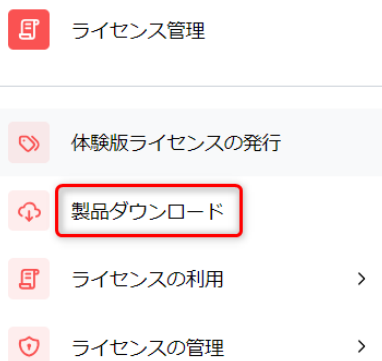 ライセンス管理
体験版ライセンスの発行
製品ダウンロード
ライセンスの利用
ライセンスの管理